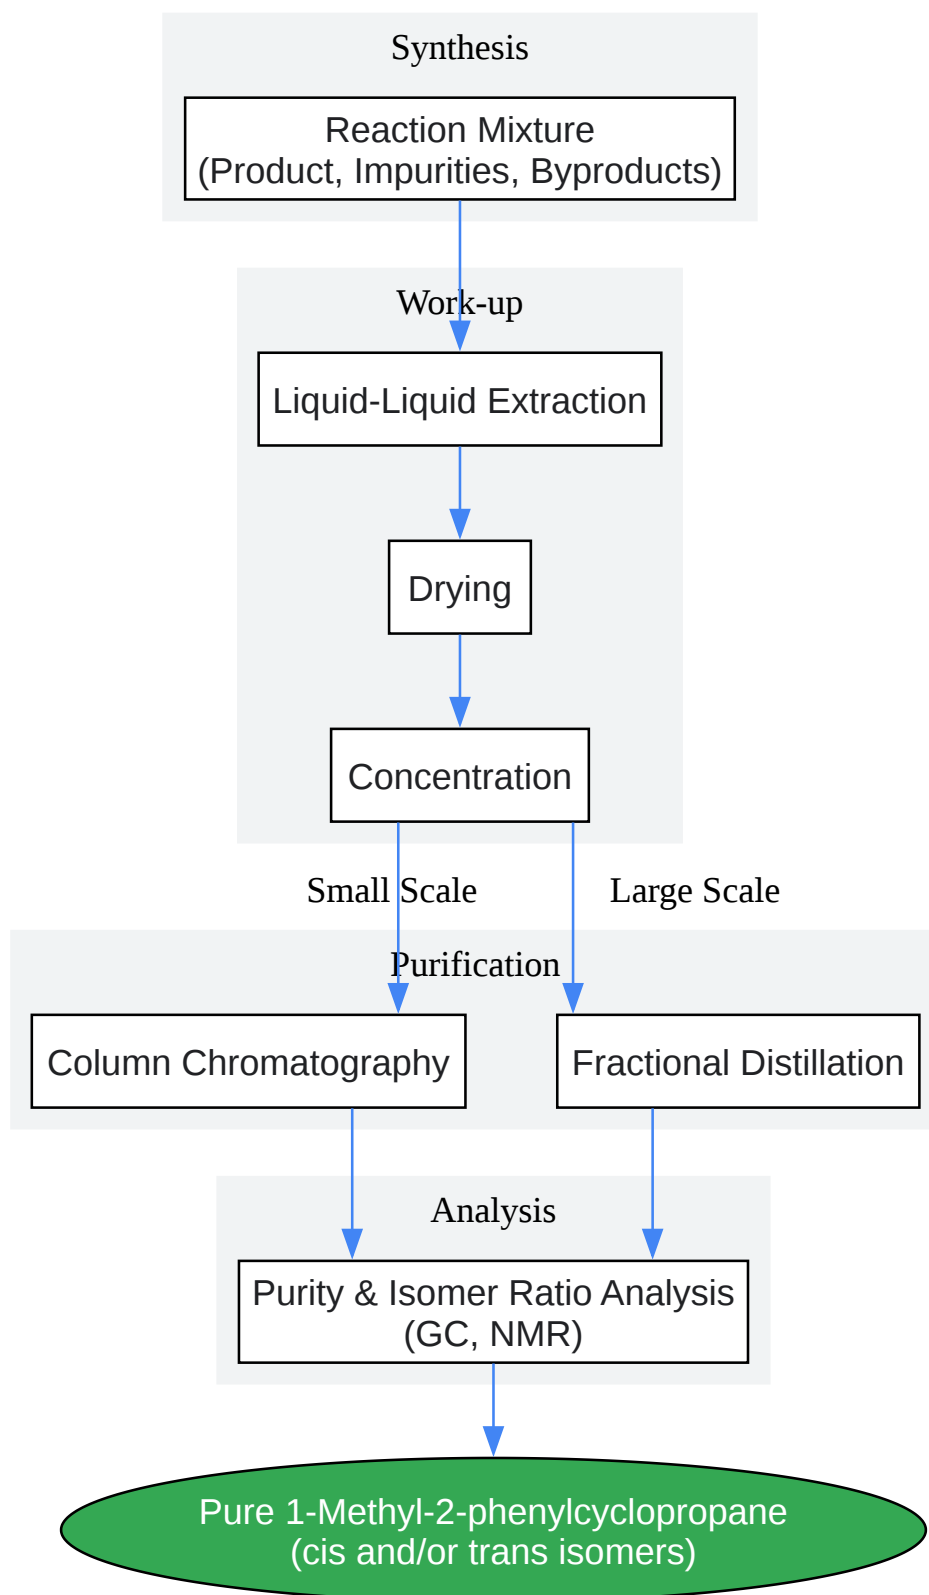 Synthesis
Reaction Mixture
(Product, Impurities, Byproducts)
Work-up
Liquid-Liquid Extraction
Drying
Concentration
Small Scale
Large Scale
Purification
Column Chromatography
Fractional Distillation
Analysis
Purity & Isomer Ratio Analysis
(GC, NMR)
Pure 1-Methyl-2-phenylcyclopropane
(cis and/or trans isomers)